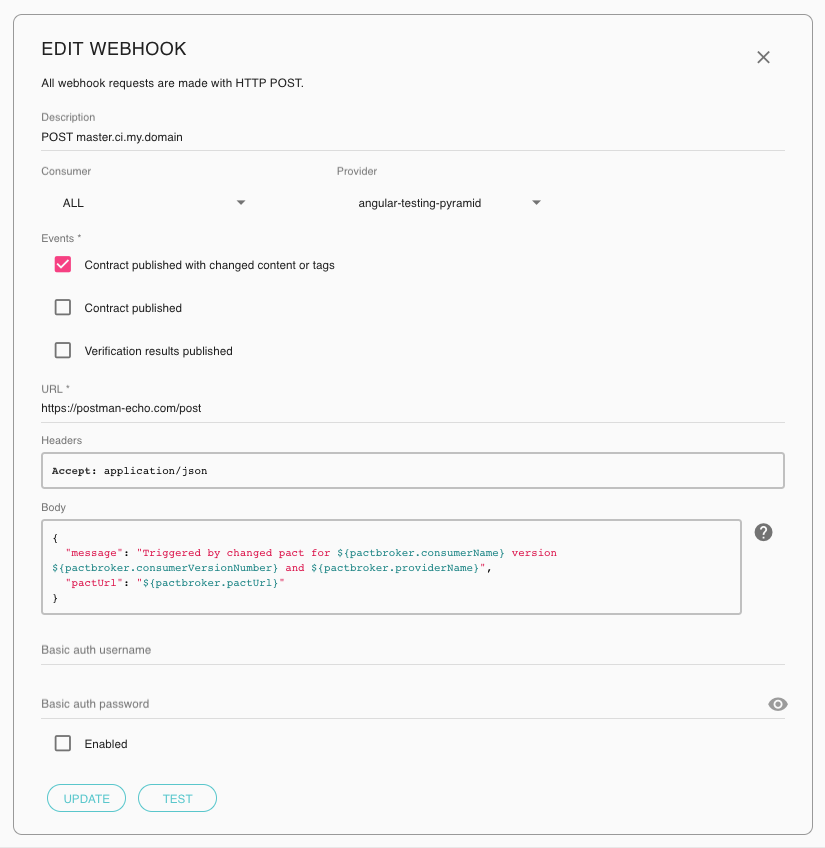 EDIT WEBHOOK
All webhook requests are made with HTTP POST.
Description
POST master.ci.my.domain
Consumer Provider
ALL angular-testing-pyramid
Events *
Contract published with changed content or tags
Contract published
Verification results published
URL *
https://postman-echo.com/post
Headers
Accept: application/json
Body
{
"message": "Triggered by changed pact for ${pactbroker.consumerName} version
${pactbroker.consumerVersionNumber} and ${pactbroker.providerName}",
"pactUrl": "${pactbroker.pactUrl}"
}
Basic auth username
Basic auth password
Enabled
UPDATE TEST